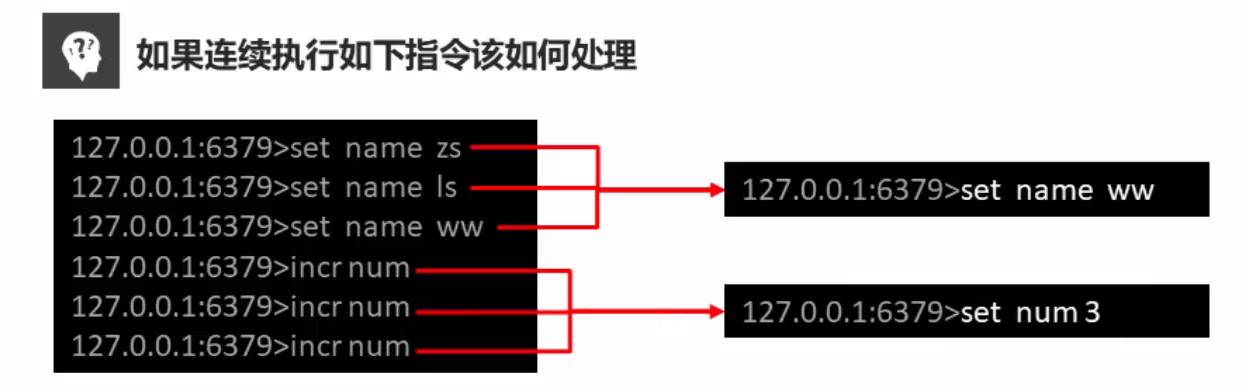 如果连续执行如下指令该如何处理
127.0.0.1:6379>set name zs
127.0.0.1:6379>set name ls
127.0.0.1:6379>set name ww
127.0.0.1:6379>incr num
127.0.0.1:6379>incr num
127.0.0.1:6379>incr num
127.0.0.1:6379>set name ww
127.0.0.1:6379>set num 3